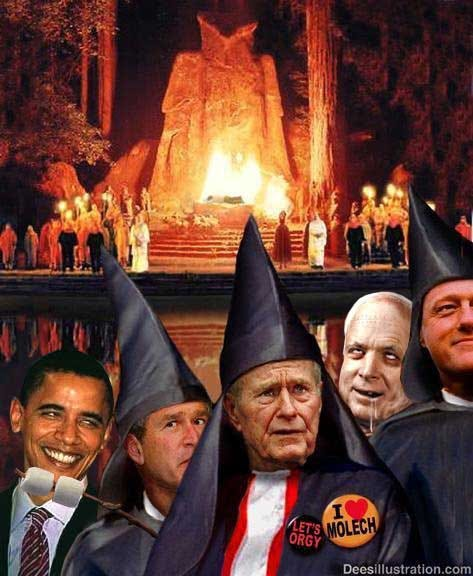 LET'S
ORGY
I ❤
MOLECH
Deesillustration.com